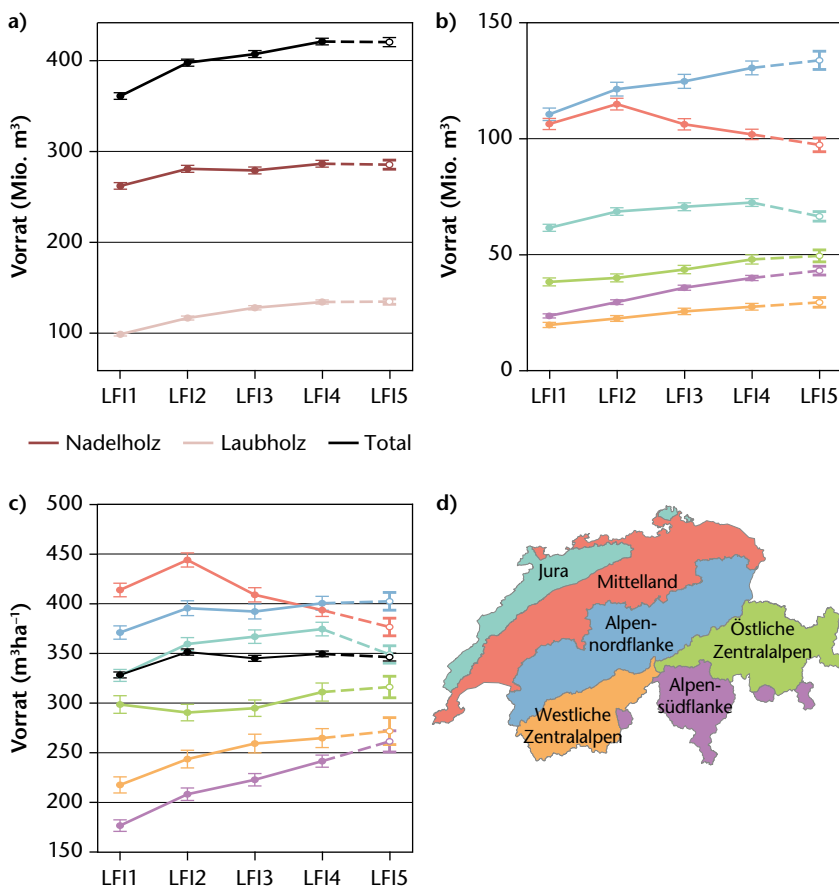 a)
Vorrat (Mio. m³)
400
300
200
100
LFI1 LFI2 LFI3 LFI4 LFI5
b)
Vorrat (Mio. m³)
150
100
50
0
LFI1 LFI2 LFI3 LFI4 LFI5
Nadelholz Laubholz Total
c)
Vorrat (m³ha⁻¹)
500
450
400
350
300
250
200
150
LFI1 LFI2 LFI3 LFI4 LFI5
d)
Jura
Mittelland
Alpen-
nordflanke
Östliche
Zentralalpen
Alpen-
südflanke
Westliche
Zentralalpen